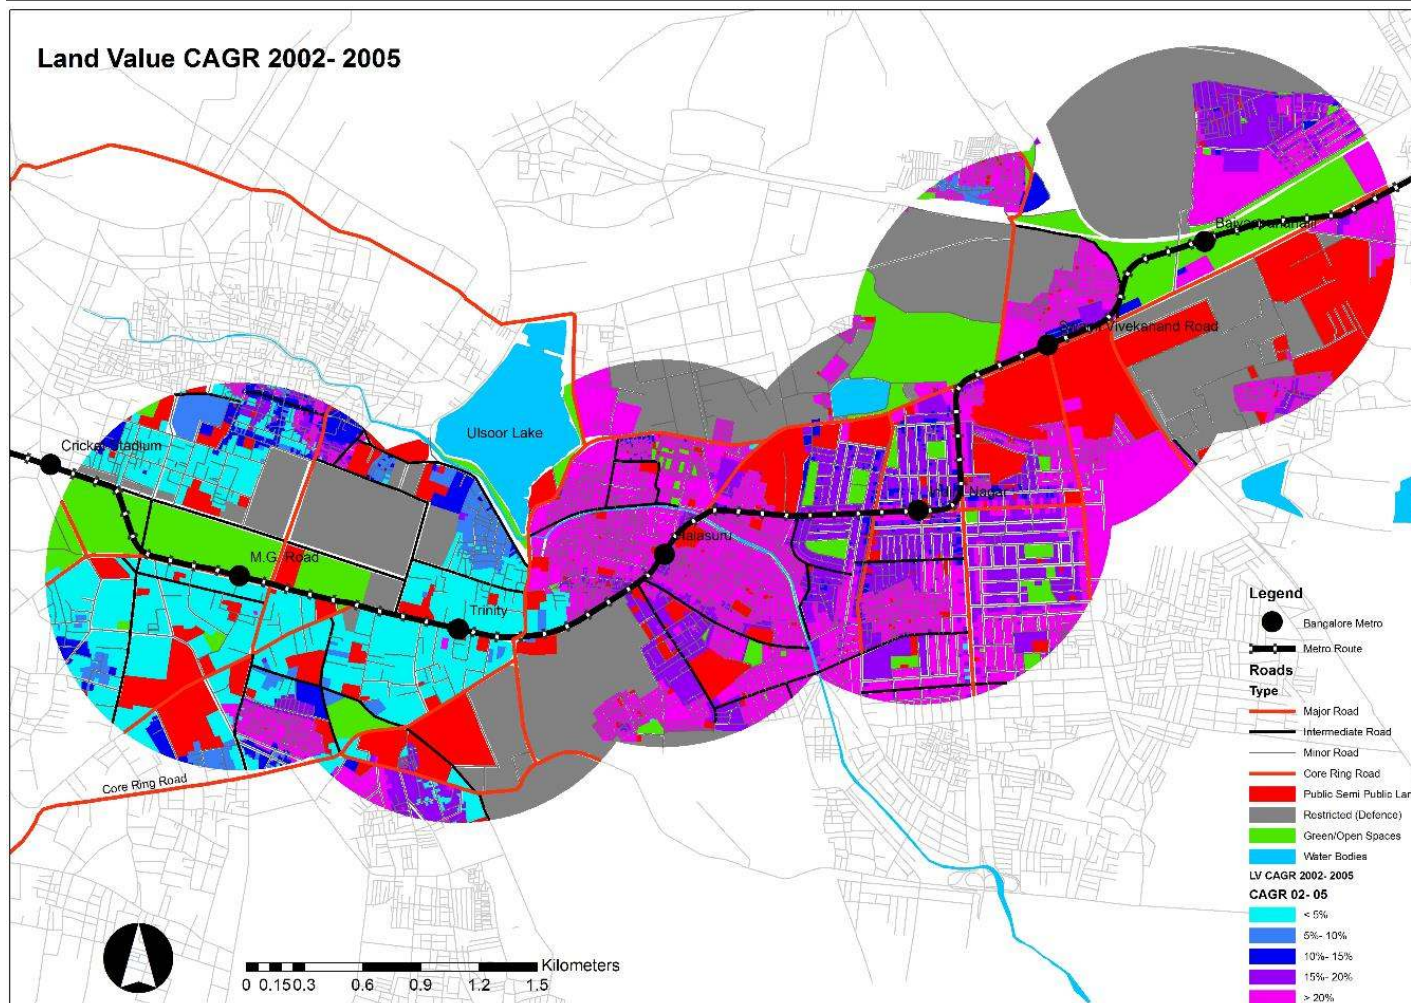 Land Value CAGR 2002- 2005
Baiyappanahalli
Swami Vivekanand Road
Ulsoor Lake
Cricket Stadium
Nagar
Halasuru
M.G. Road
Trinity
Core Ring Road
Legend
Bangalore Metro
Metro Route
Roads
Type
Major Road
Intermediate Road
Minor Road
Core Ring Road
Public Semi Public Lan
Restricted (Defence)
Green/Open Spaces
Water Bodies
LV CAGR 2002- 2005
CAGR 02- 05
< 5%
5%- 10%
10%- 15%
15%- 20%
> 20%
Kilometers
0 0.15 0.3 0.6 0.9 1.2 1.5